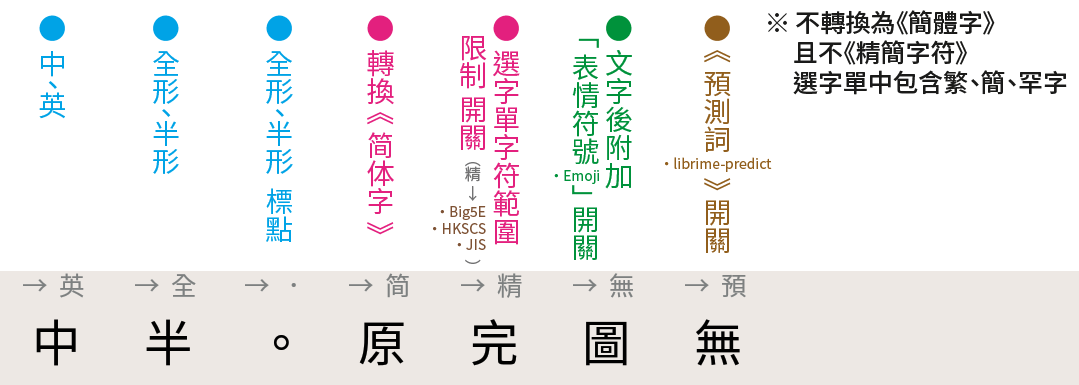 中、英
全形、半形
全形、半形 標點
轉換《简体字》
選字單字符範圍
限制 開關
（精
↓
・Big5E
・HKSCS
・JIS
）
文字後附加
「表情符號
・Emoji
」開關
《預測詞
・librime-predict
》開關
※ 不轉換為《簡體字》
且不《精簡字符》
選字單中包含繁、簡、罕字
→ 英 → 全 → · → 简 → 精 → 無 → 預
中 半 。 原 完 圖 無